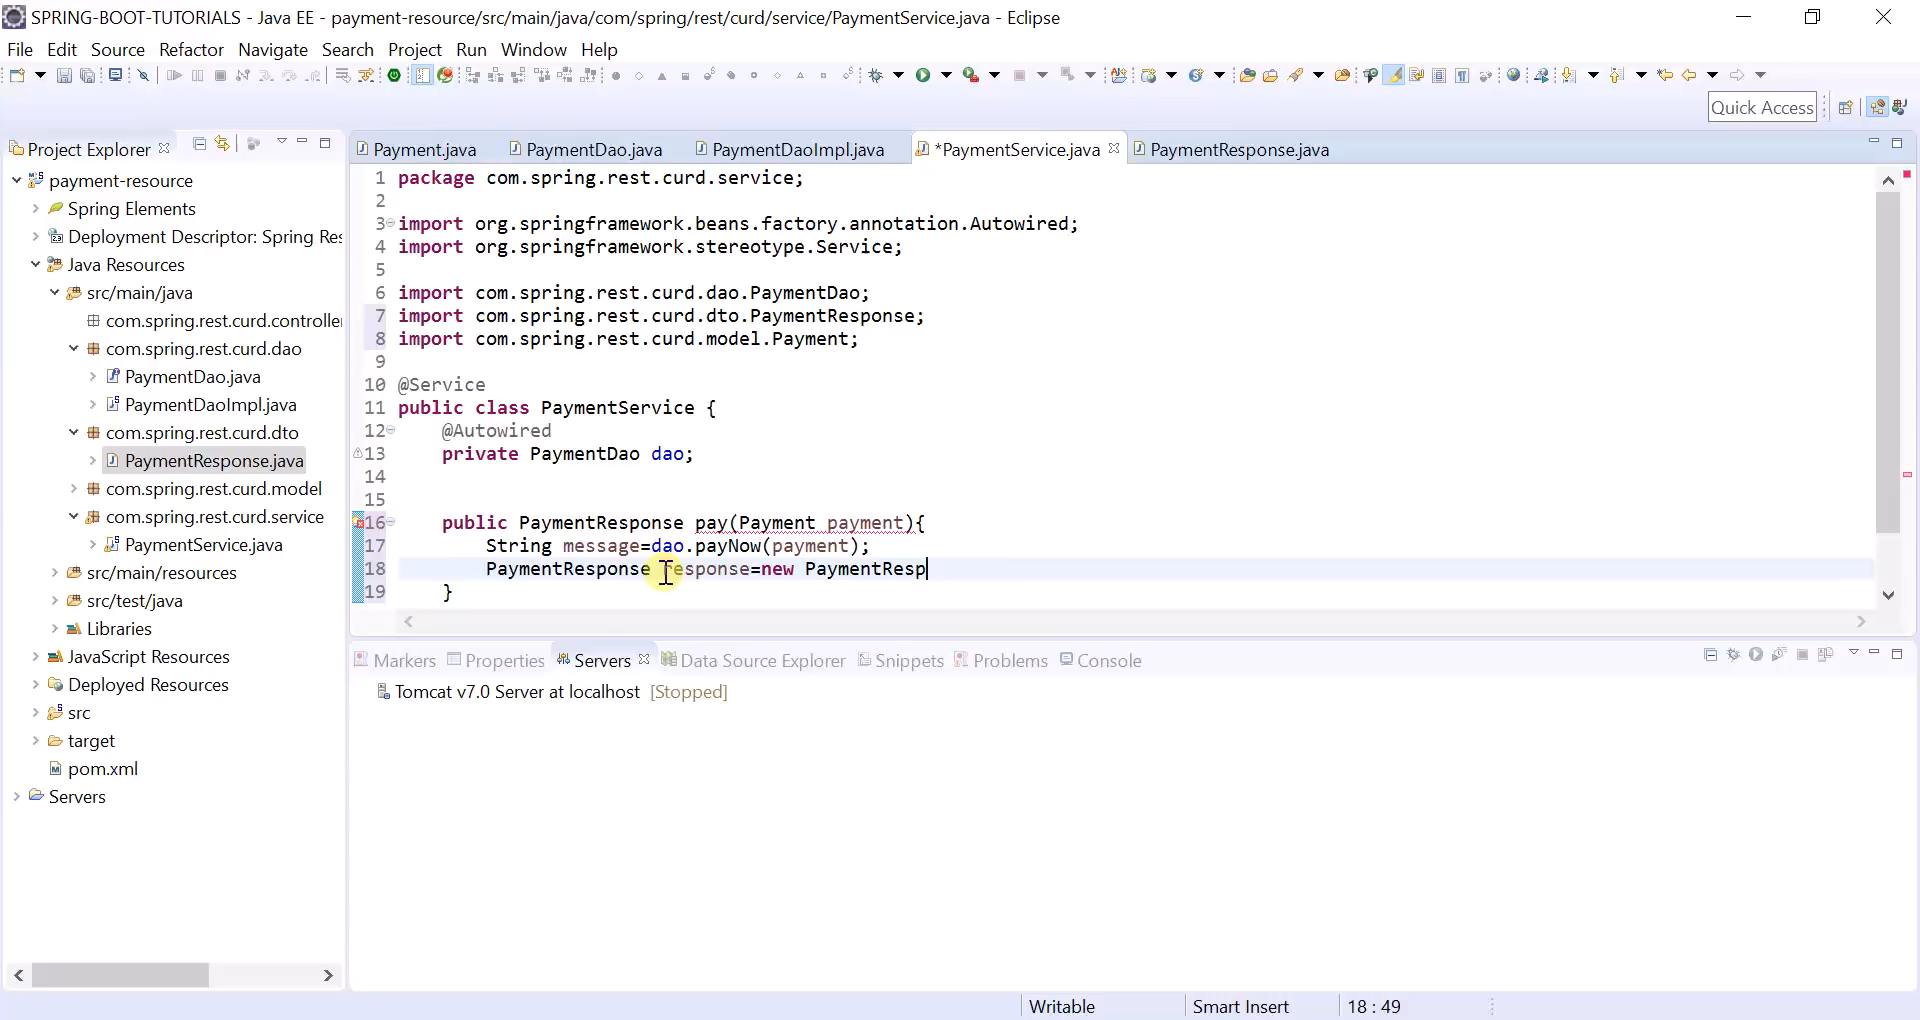 SPRING-BOOT-TUTORIALS - Java EE - payment-resource/src/main/java/com/spring/rest/curd/service/PaymentService.java - Eclipse
File Edit Source Refactor Navigate Search Project Run Window Help
Quick Access
Project Explorer
payment-resource
Spring Elements
Deployment Descriptor: Spring Res
Java Resources
src/main/java
com.spring.rest.curd.controlle
com.spring.rest.curd.dao
PaymentDao.java
PaymentDaoImpl.java
com.spring.rest.curd.dto
PaymentResponse.java
com.spring.rest.curd.model
com.spring.rest.curd.service
PaymentService.java
src/main/resources
src/test/java
Libraries
JavaScript Resources
Deployed Resources
src
target
pom.xml
Servers
Payment.java PaymentDao.java PaymentDaoImpl.java *PaymentService.java PaymentResponse.java
1 package com.spring.rest.curd.service;
2
3 import org.springframework.beans.factory.annotation.Autowired;
4 import org.springframework.stereotype.Service;
5
6 import com.spring.rest.curd.dao.PaymentDao;
7 import com.spring.rest.curd.dto.PaymentResponse;
8 import com.spring.rest.curd.model.Payment;
9
10 @Service
11 public class PaymentService {
12 @Autowired
13 private PaymentDao dao;
14
15
16 public PaymentResponse pay(Payment payment){
17 String message=dao.payNow(payment);
18 PaymentResponse response=new PaymentResp
19 }
Markers Properties Servers Data Source Explorer Snippets Problems Console
Tomcat v7.0 Server at localhost [Stopped]
Writable Smart Insert 18 : 49